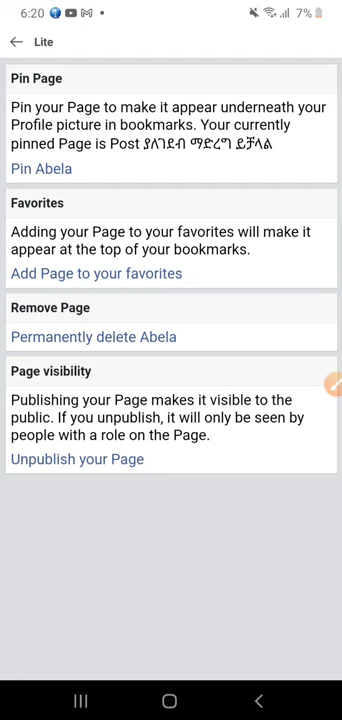 6:20
7%
Lite
Pin Page
Pin your Page to make it appear underneath your
Profile picture in bookmarks. Your currently
pinned Page is Post ያለገደብ ማድረግ ይቻላል
Pin Abela
Favorites
Adding your Page to your favorites will make it
appear at the top of your bookmarks.
Add Page to your favorites
Remove Page
Permanently delete Abela
Page visibility
Publishing your Page makes it visible to the
public. If you unpublish, it will only be seen by
people with a role on the Page.
Unpublish your Page